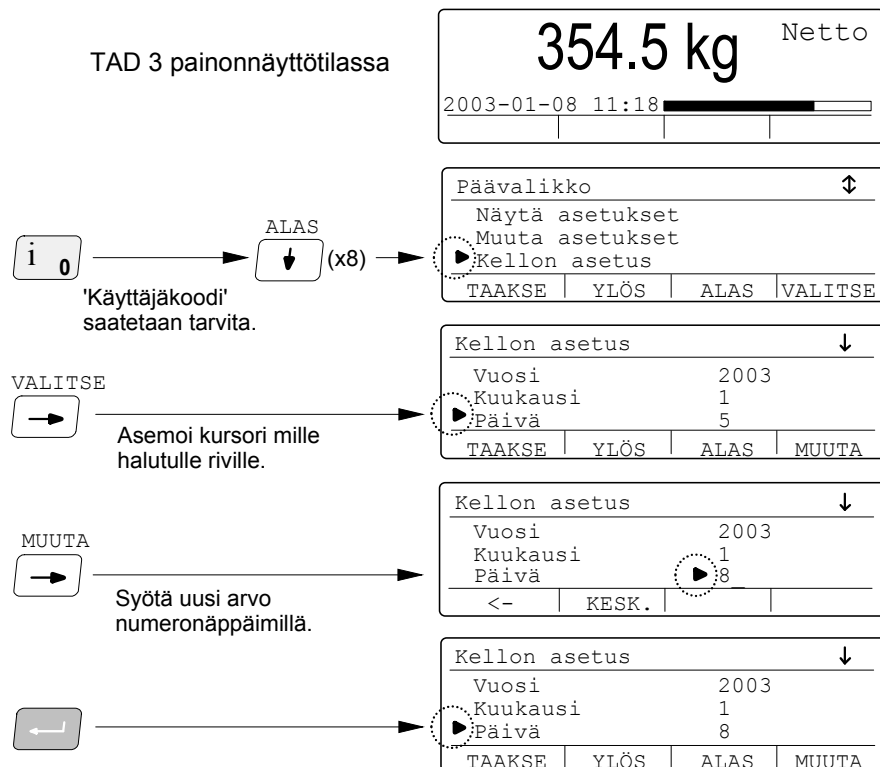 TAD 3 painonnäyttötilassa
354.5 kg Netto
2003-01-08 11:18
Päävalikko
Näytä asetukset
Muuta asetukset
Kellon asetus
TAAKSE YLÖS ALAS VALITSE
i 0
ALAS
(x8)
'Käyttäjäkoodi'
saatetaan tarvita.
Kellon asetus
Vuosi 2003
Kuukausi 1
Päivä 5
TAAKSE YLÖS ALAS MUUTA
VALITSE
Asemoi kursori mille
halutulle riville.
Kellon asetus
Vuosi 2003
Kuukausi 1
Päivä 8_
<- KESK.
MUUTA
Syötä uusi arvo
numeronäppäimillä.
Kellon asetus
Vuosi 2003
Kuukausi 1
Päivä 8
TAAKSE YLÖS ALAS MUUTA